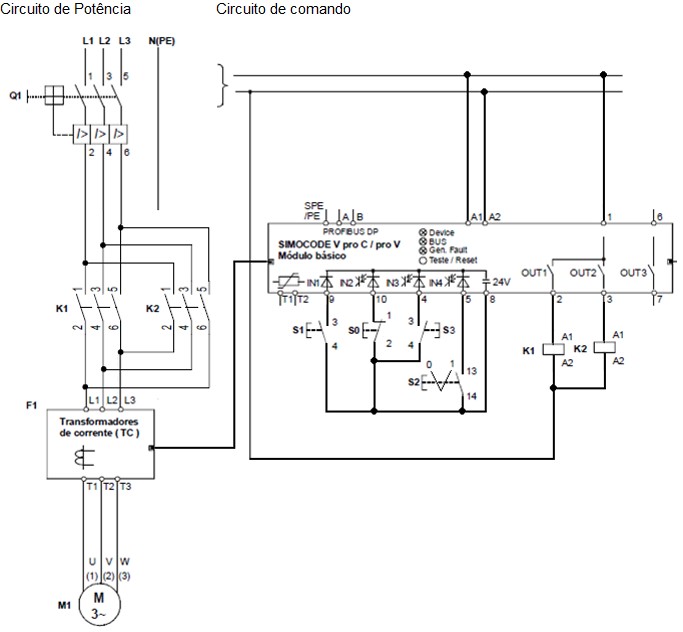 Circuito de Potência
Circuito de comando
L1 L2 L3 N(PE)
1 3 5
Q1
I> I> I>
2 4 6
SPE
/PE
A B
A1 A2
1
6
PROFIBUS DP
SIMOCODE V pro C / pro V
Módulo básico
Device
BUS
Gen. Fault
Teste / Reset
OUT1 OUT2 OUT3
IN1 IN2 IN3 IN4 24V
T1 T2 9 10 4 5 8 2 3 7
1 3 5
K1
2 4 6
1 3 5
K2
2 4 6
S1
3
4
S0
1
2
3
4
S3
S2
0 1
13
14
K1
A1
A2
K2
A1
A2
F1
L1 L2 L3
Transformadores
de corrente ( TC )
T1 T2 T3
U V W
(1) (2) (3)
M1
M
3~